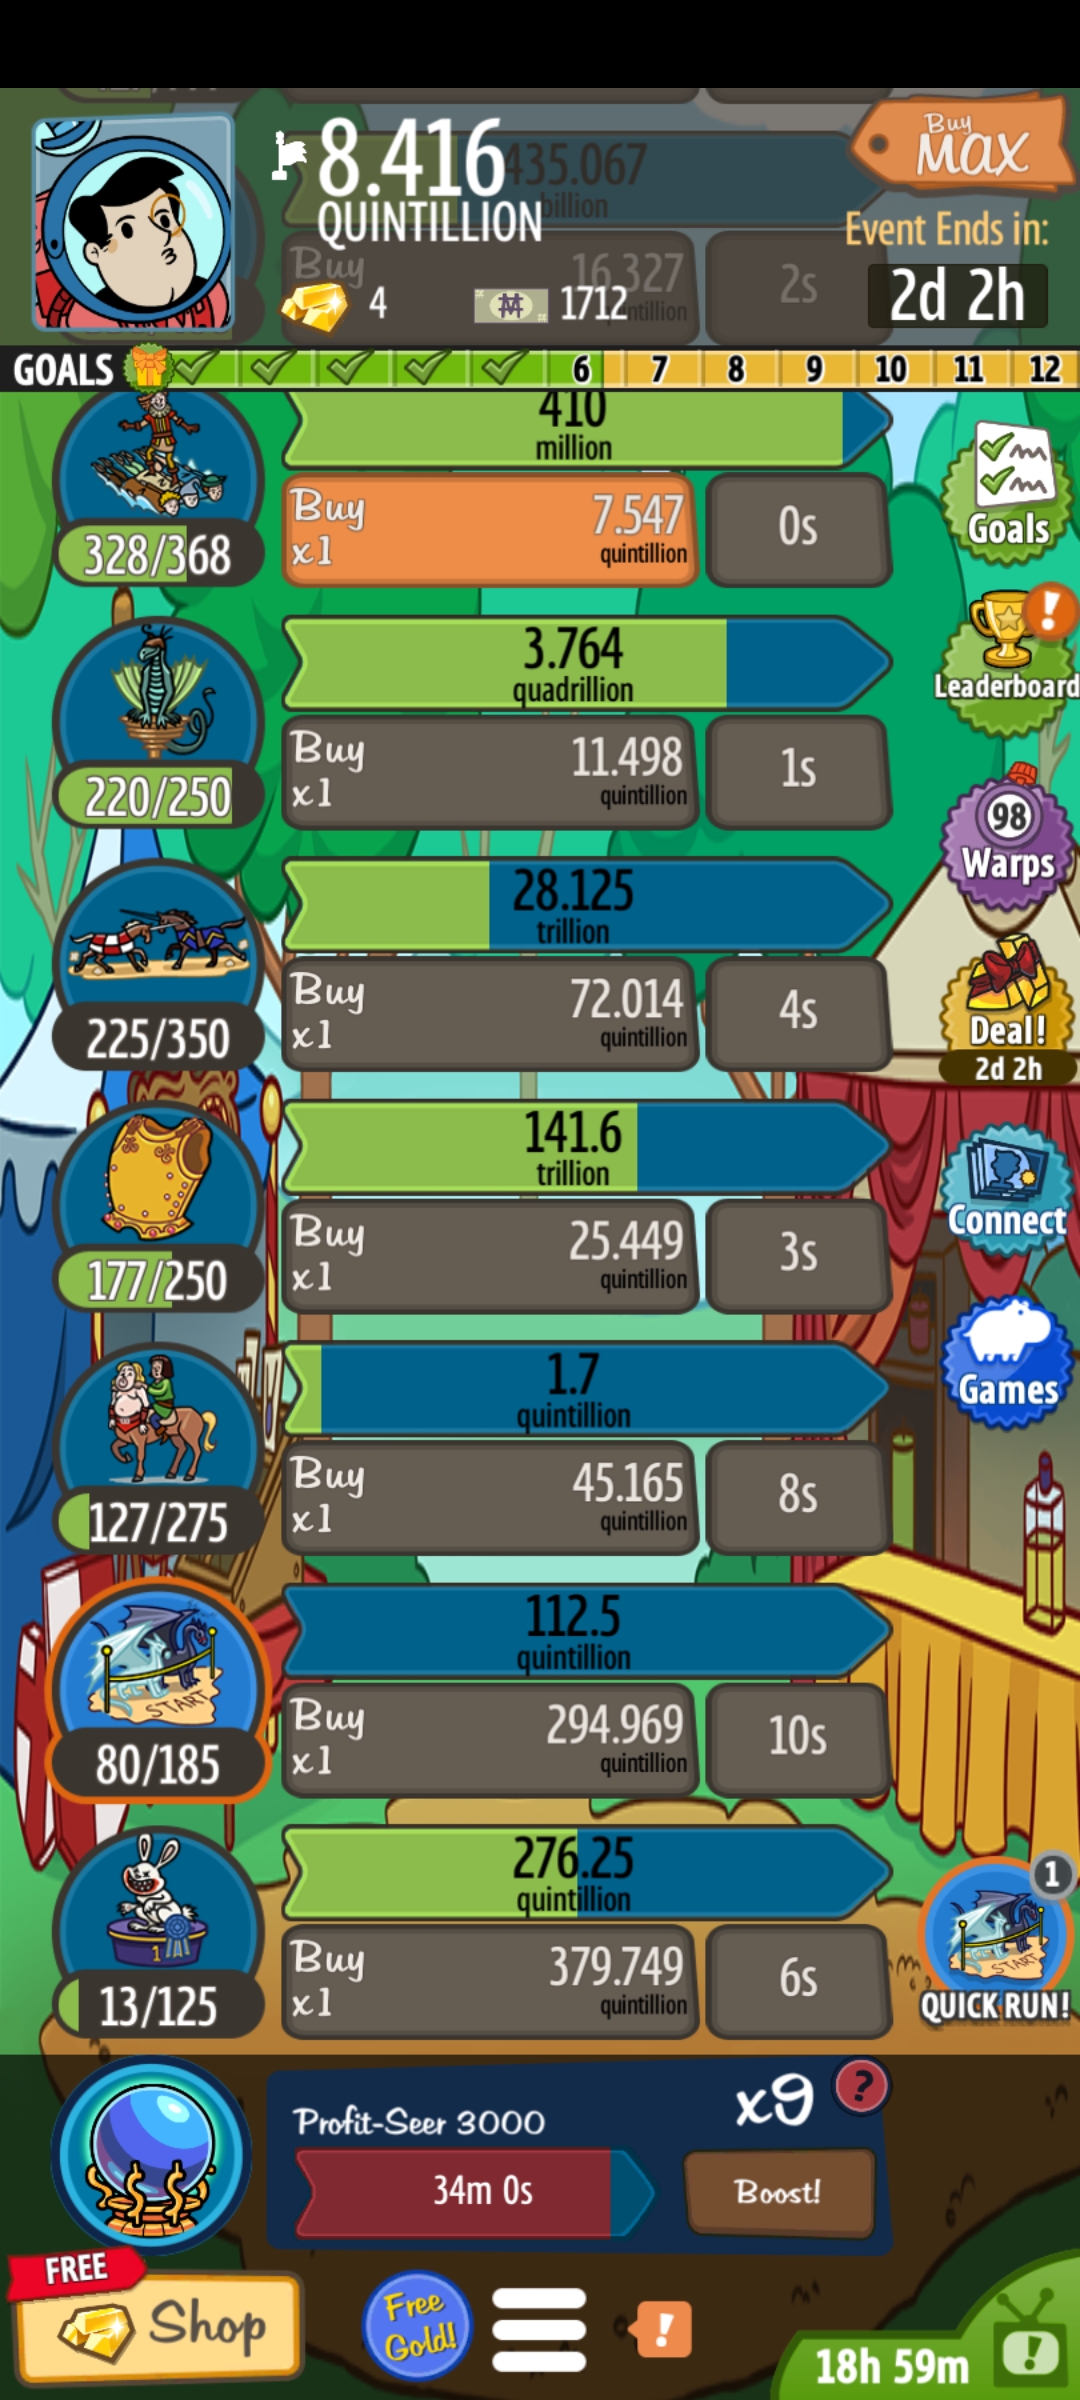 8.416
QUINTILLION
435.067
billion
Buy
MAX
Event Ends in:
2d 2h
Buy
16.327
2s
4
1712
GOALS 6 7 8 9 10 11 12
410
million
Buy
x1
7.547
quintillion
0s
328/368
Goals
3.764
quadrillion
Buy
x1
11.498
quintillion
1s
220/250
!
Leaderboard
98
Warps
28.125
trillion
Buy
x1
72.014
quintillion
4s
225/350
Deal!
2d 2h
141.6
trillion
Buy
x1
25.449
quintillion
3s
177/250
Connect
1.7
quintillion
Buy
x1
45.165
quintillion
8s
127/275
Games
112.5
quintillion
Buy
x1
294.969
quintillion
10s
START
80/185
276.25
quintillion
Buy
x1
379.749
quintillion
6s
1
13/125
1
START
QUICK RUN!
Profit-Seer 3000
x9
?
34m 0s
Boost!
FREE
Shop
Free
Gold!
!
18h 59m
!